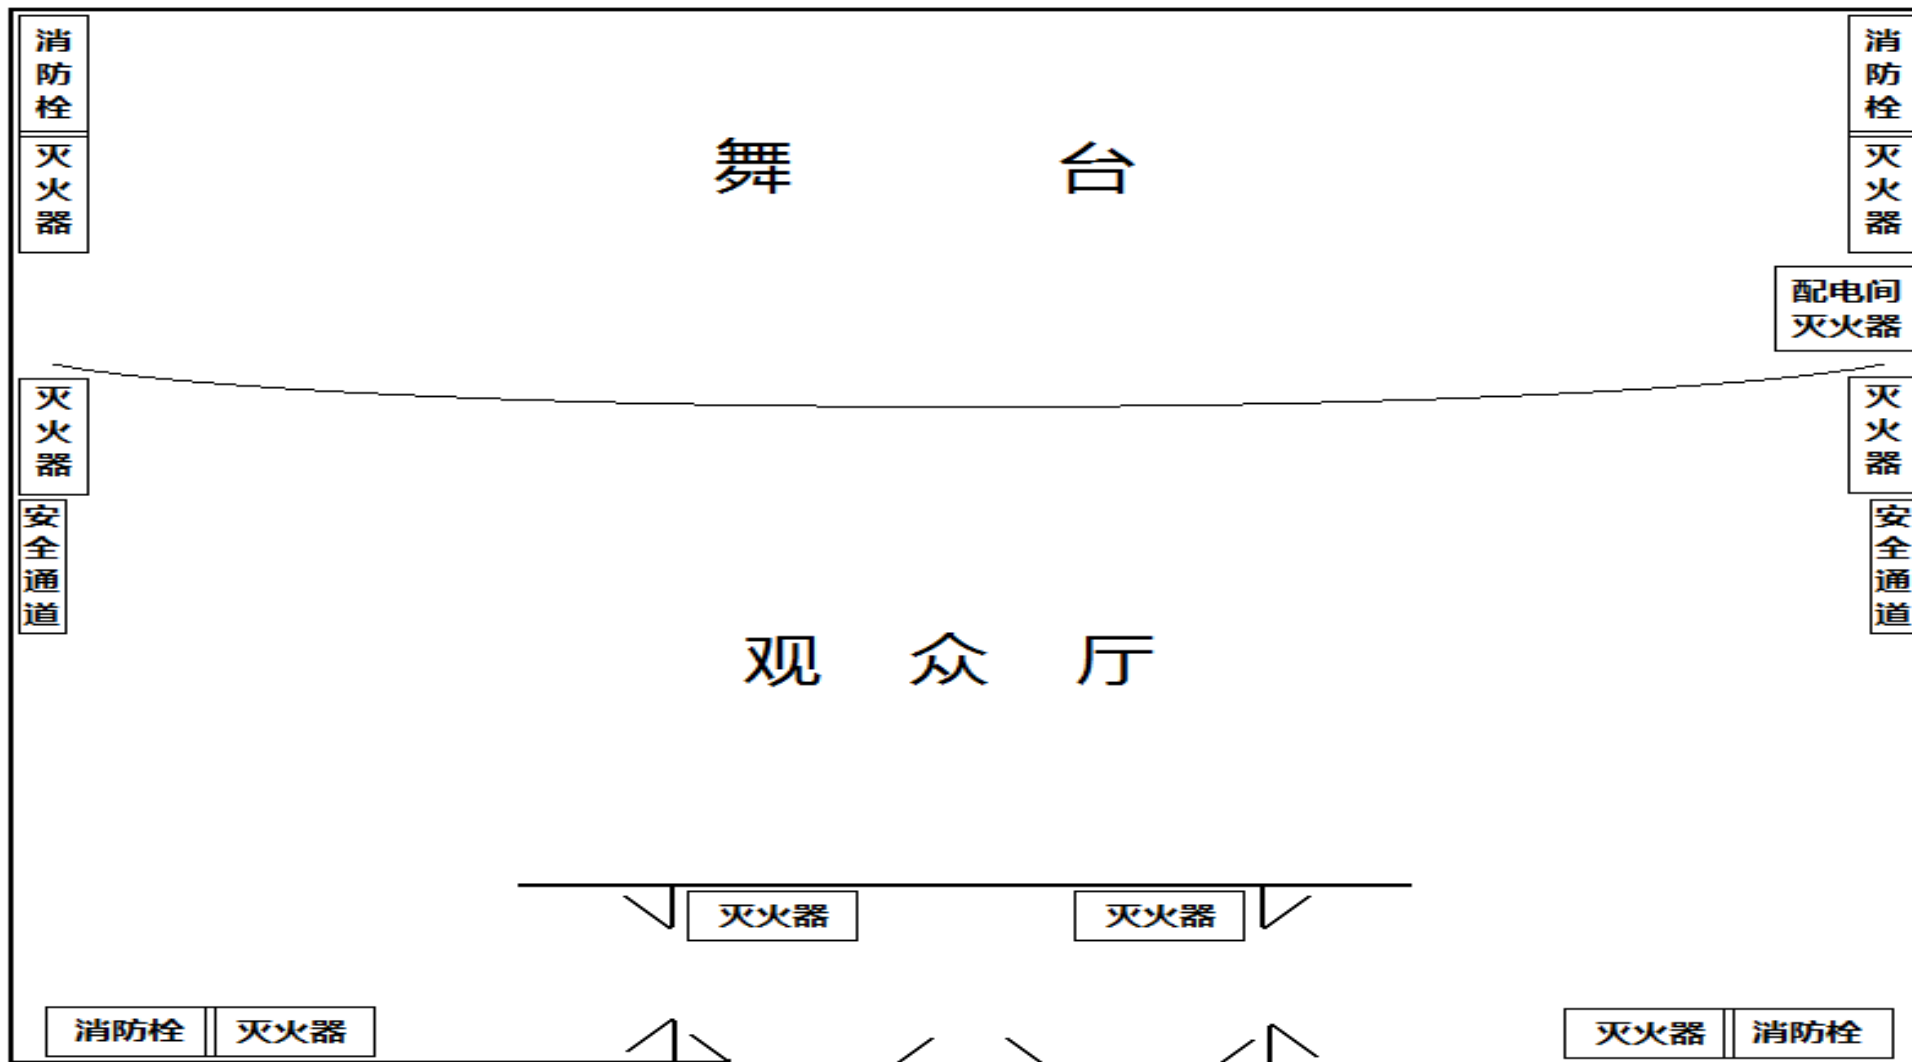 消防栓
消防栓
灭火器
灭火器
舞 台
配电间
灭火器
灭火器
灭火器
安全通道
安全通道
观 众 厅
灭火器
灭火器
消防栓
灭火器
灭火器
消防栓